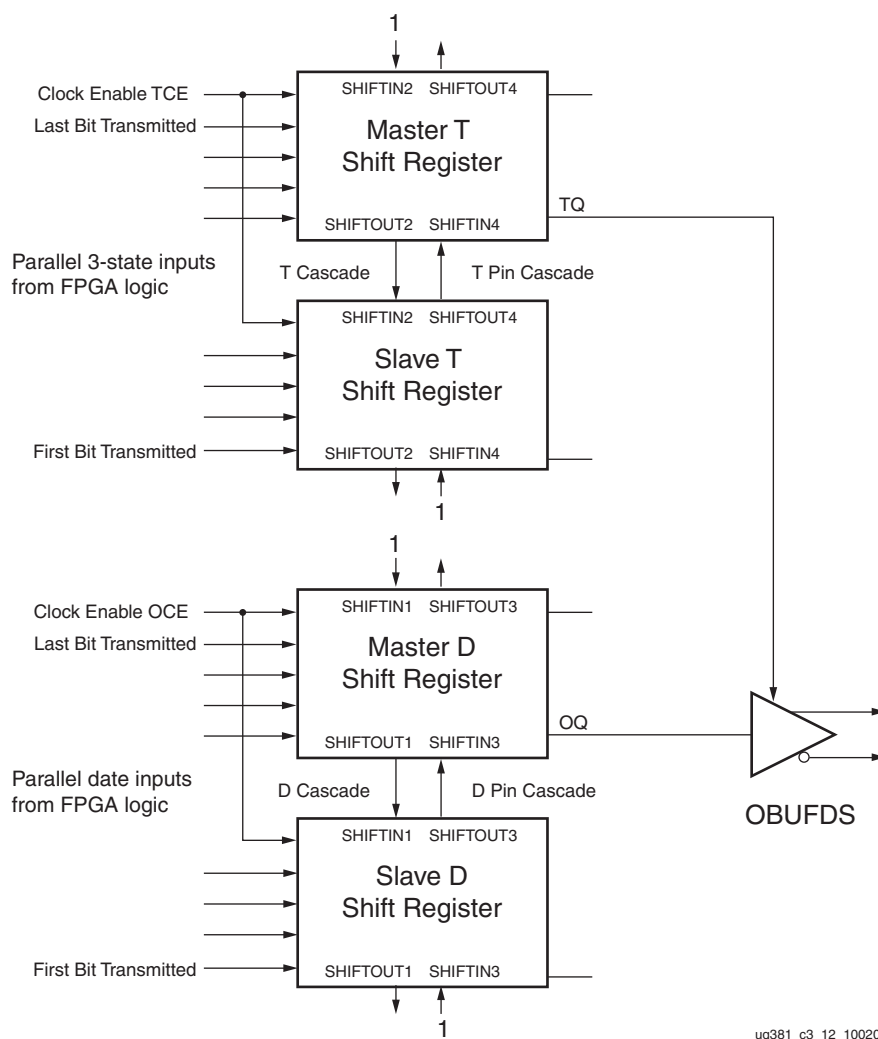 1
Clock Enable TCE
SHIFTIN2 SHIFTOUT4
Last Bit Transmitted
Master T
Shift Register
TQ
SHIFTOUT2 SHIFTIN4
Parallel 3-state inputs
from FPGA logic
T Cascade
T Pin Cascade
SHIFTIN2 SHIFTOUT4
Slave T
Shift Register
First Bit Transmitted
SHIFTOUT2 SHIFTIN4
1
1
Clock Enable OCE
SHIFTIN1 SHIFTOUT3
Last Bit Transmitted
Master D
Shift Register
OQ
SHIFTOUT1 SHIFTIN3
Parallel date inputs
from FPGA logic
D Cascade
D Pin Cascade
OBUFDS
SHIFTIN1 SHIFTOUT3
Slave D
Shift Register
First Bit Transmitted
SHIFTOUT1 SHIFTIN3
1
ug381_c3_12_10020